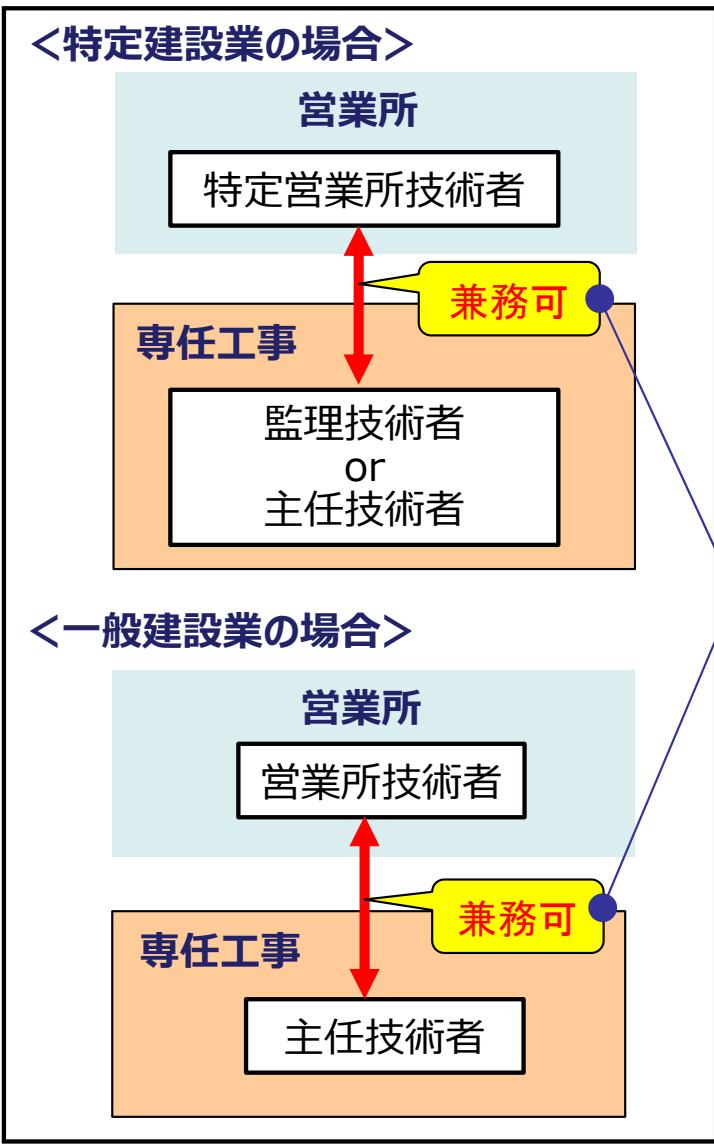 ＜特定建設業の場合＞
営業所
特定営業所技術者
兼務可
専任工事
監理技術者
or
主任技術者
＜一般建設業の場合＞
営業所
営業所技術者
兼務可
専任工事
主任技術者